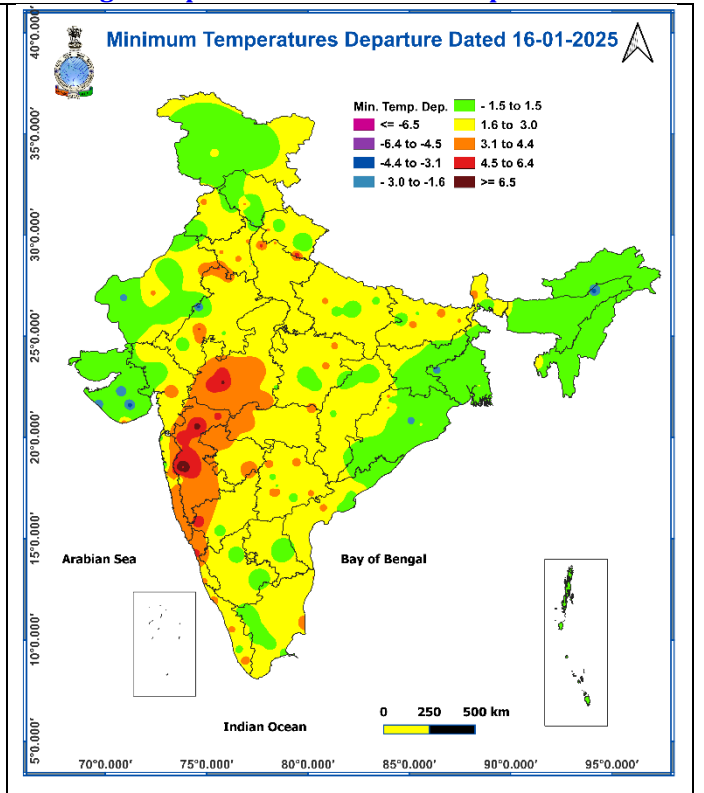 Minimum Temperatures Departure Dated 16-01-2025
Min. Temp. Dep.
<= -6.5
-6.4 to -4.5
-4.4 to -3.1
- 3.0 to -1.6
- 1.5 to 1.5
1.6 to 3.0
3.1 to 4.4
4.5 to 6.4
>= 6.5
40°0.000'
35°0.000'
30°0.000'
25°0.000'
20°0.000'
15°0.000'
10°0.000'
5°0.000'
Arabian Sea
Bay of Bengal
Indian Ocean
0 250 500 km
70°0.000' 75°0.000' 80°0.000' 85°0.000' 90°0.000' 95°0.000'